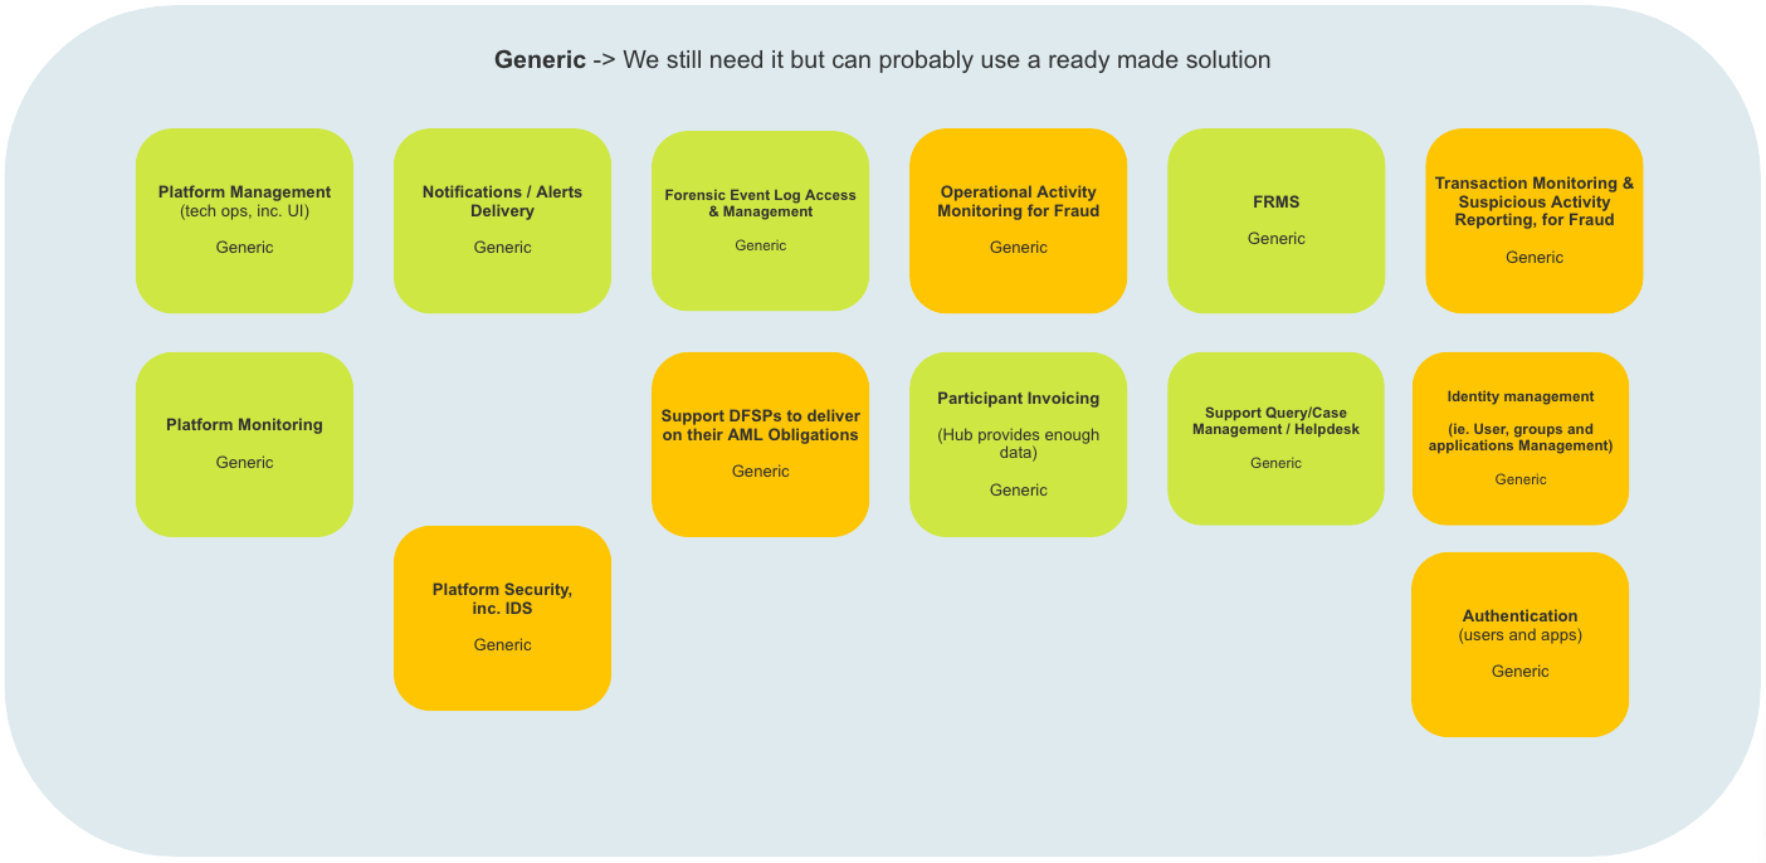 Generic -> We still need it but can probably use a ready made solution
Platform Management
(tech ops, inc. UI)
Generic
Notifications / Alerts
Delivery
Generic
Forensic Event Log Access
& Management
Generic
Operational Activity
Monitoring for Fraud
Generic
FRMS
Generic
Transaction Monitoring &
Suspicious Activity
Reporting, for Fraud
Generic
Platform Monitoring
Generic
Support DFSPs to deliver
on their AML Obligations
Generic
Participant Invoicing
(Hub provides enough
data)
Generic
Support Query/Case
Management / Helpdesk
Generic
Identity management
(ie. User, groups and
applications Management)
Generic
Platform Security,
inc. IDS
Generic
Authentication
(users and apps)
Generic